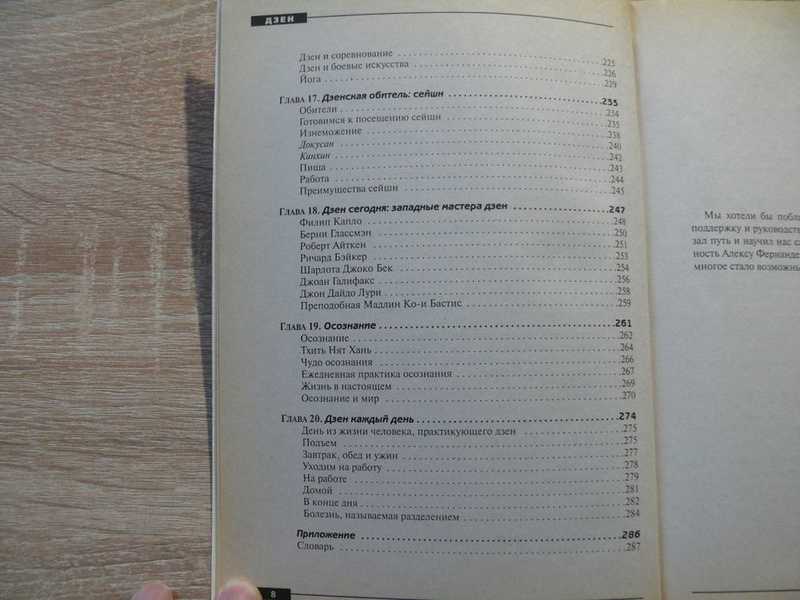 ДЗЕН
Дзен и соревнование 225
Дзен и боевые искусства 226
Йога 229
Глава 17. Дзенская обитель: сейшн 233
Обители 234
Готовимся к посещению сейшн 235
Изнеможение 238
Докусан 240
Кинхин 242
Пища 243
Работа 244
Преимущества сейшн 245
Глава 18. Дзен сегодня: западные мастера дзен 247
Филип Капло 248
Берни Глассмэн 250
Роберт Айткен 251
Ричард Бэйкер 253
Шарлота Джоко Бек 254
Джоан Галифакс 256
Джон Дайдо Лури 258
Преподобная Мадлин Ко-и Бастис 259
Глава 19. Осознание 261
Осознание 262
Тхить Нят Хань 264
Чудо осознания 266
Ежедневная практика осознания 267
Жизнь в настоящем 269
Осознание и мир 270
Глава 20. Дзен каждый день 274
День из жизни человека, практикующего дзен 275
Подъем 275
Завтрак, обед и ужин 277
Уходим на работу 278
На работе 279
Домой 281
В конце дня 282
Болезнь, называемая разделением 284
Приложение 286
Словарь 287
8
Мы хотели бы
поддержку и
зал путь и научил нас
ность Алексу
многое стало